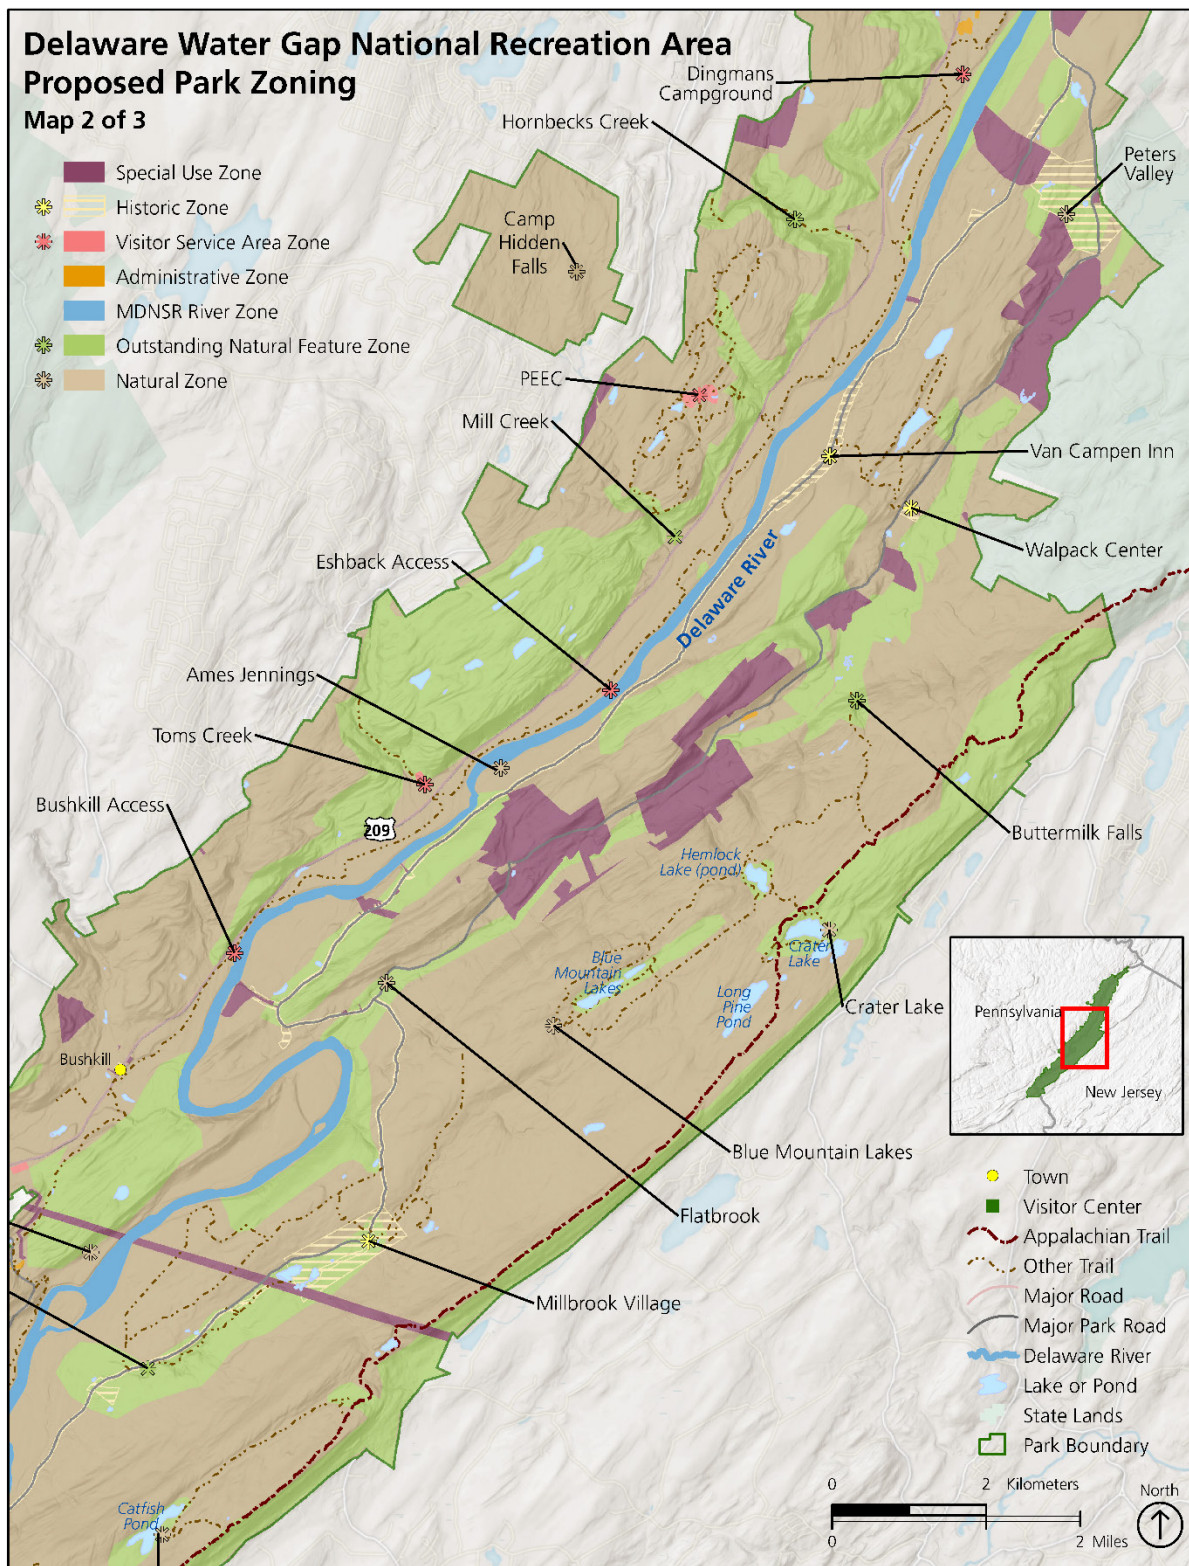 Delaware Water Gap National Recreation Area
Proposed Park Zoning
Map 2 of 3
Special Use Zone
Historic Zone
Visitor Service Area Zone
Administrative Zone
MDNSR River Zone
Outstanding Natural Feature Zone
Natural Zone
Dingmans
Campground
Hornbecks Creek
Peters
Valley
Camp
Hidden
Falls
PEEC
Mill Creek
Van Campen Inn
Walpack Center
Eshback Access
Delaware River
Ames Jennings
Toms Creek
Bushkill Access
209
Buttermilk Falls
Hemlock
Lake (pond)
Crater
Lake
Blue
Mountain
Lakes
Long
Pine
Pond
Crater Lake
Bushkill
Blue Mountain Lakes
Flatbrook
Millbrook Village
Catfish
Pond
Pennsylvania
New Jersey
Town
Visitor Center
Appalachian Trail
Other Trail
Major Road
Major Park Road
Delaware River
Lake or Pond
State Lands
Park Boundary
0 2 Kilometers
0 2 Miles
North